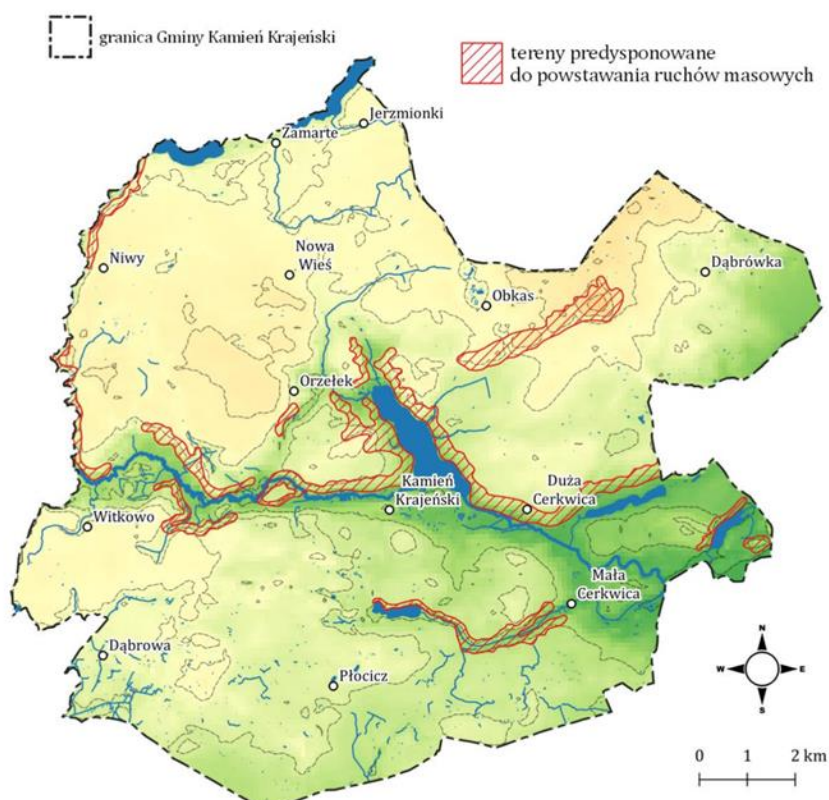 granica Gminy Kamień Krajeński
tereny predysponowane
do powstawania ruchów masowych
Jerzmionki
Zamarte
Niwy
Nowa
Wieś
Dąbrówka
Obkas
Orzełek
Kamień
Krajeński
Duża
Cerkwica
Witkowo
Mała
Cerkwica
Dąbrowa
Płocicz
N
W
E
S
0 1 2 km